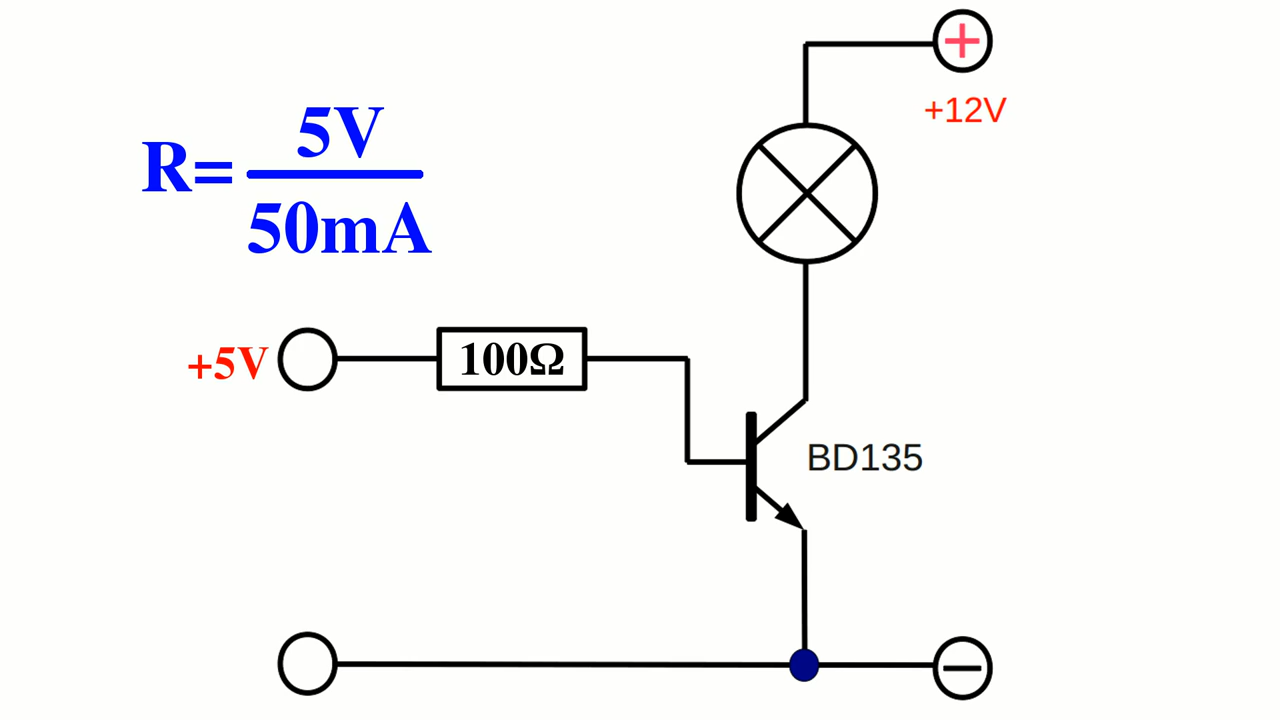 +12V
R= 5V
50mA
+5V
100Ω
BD135